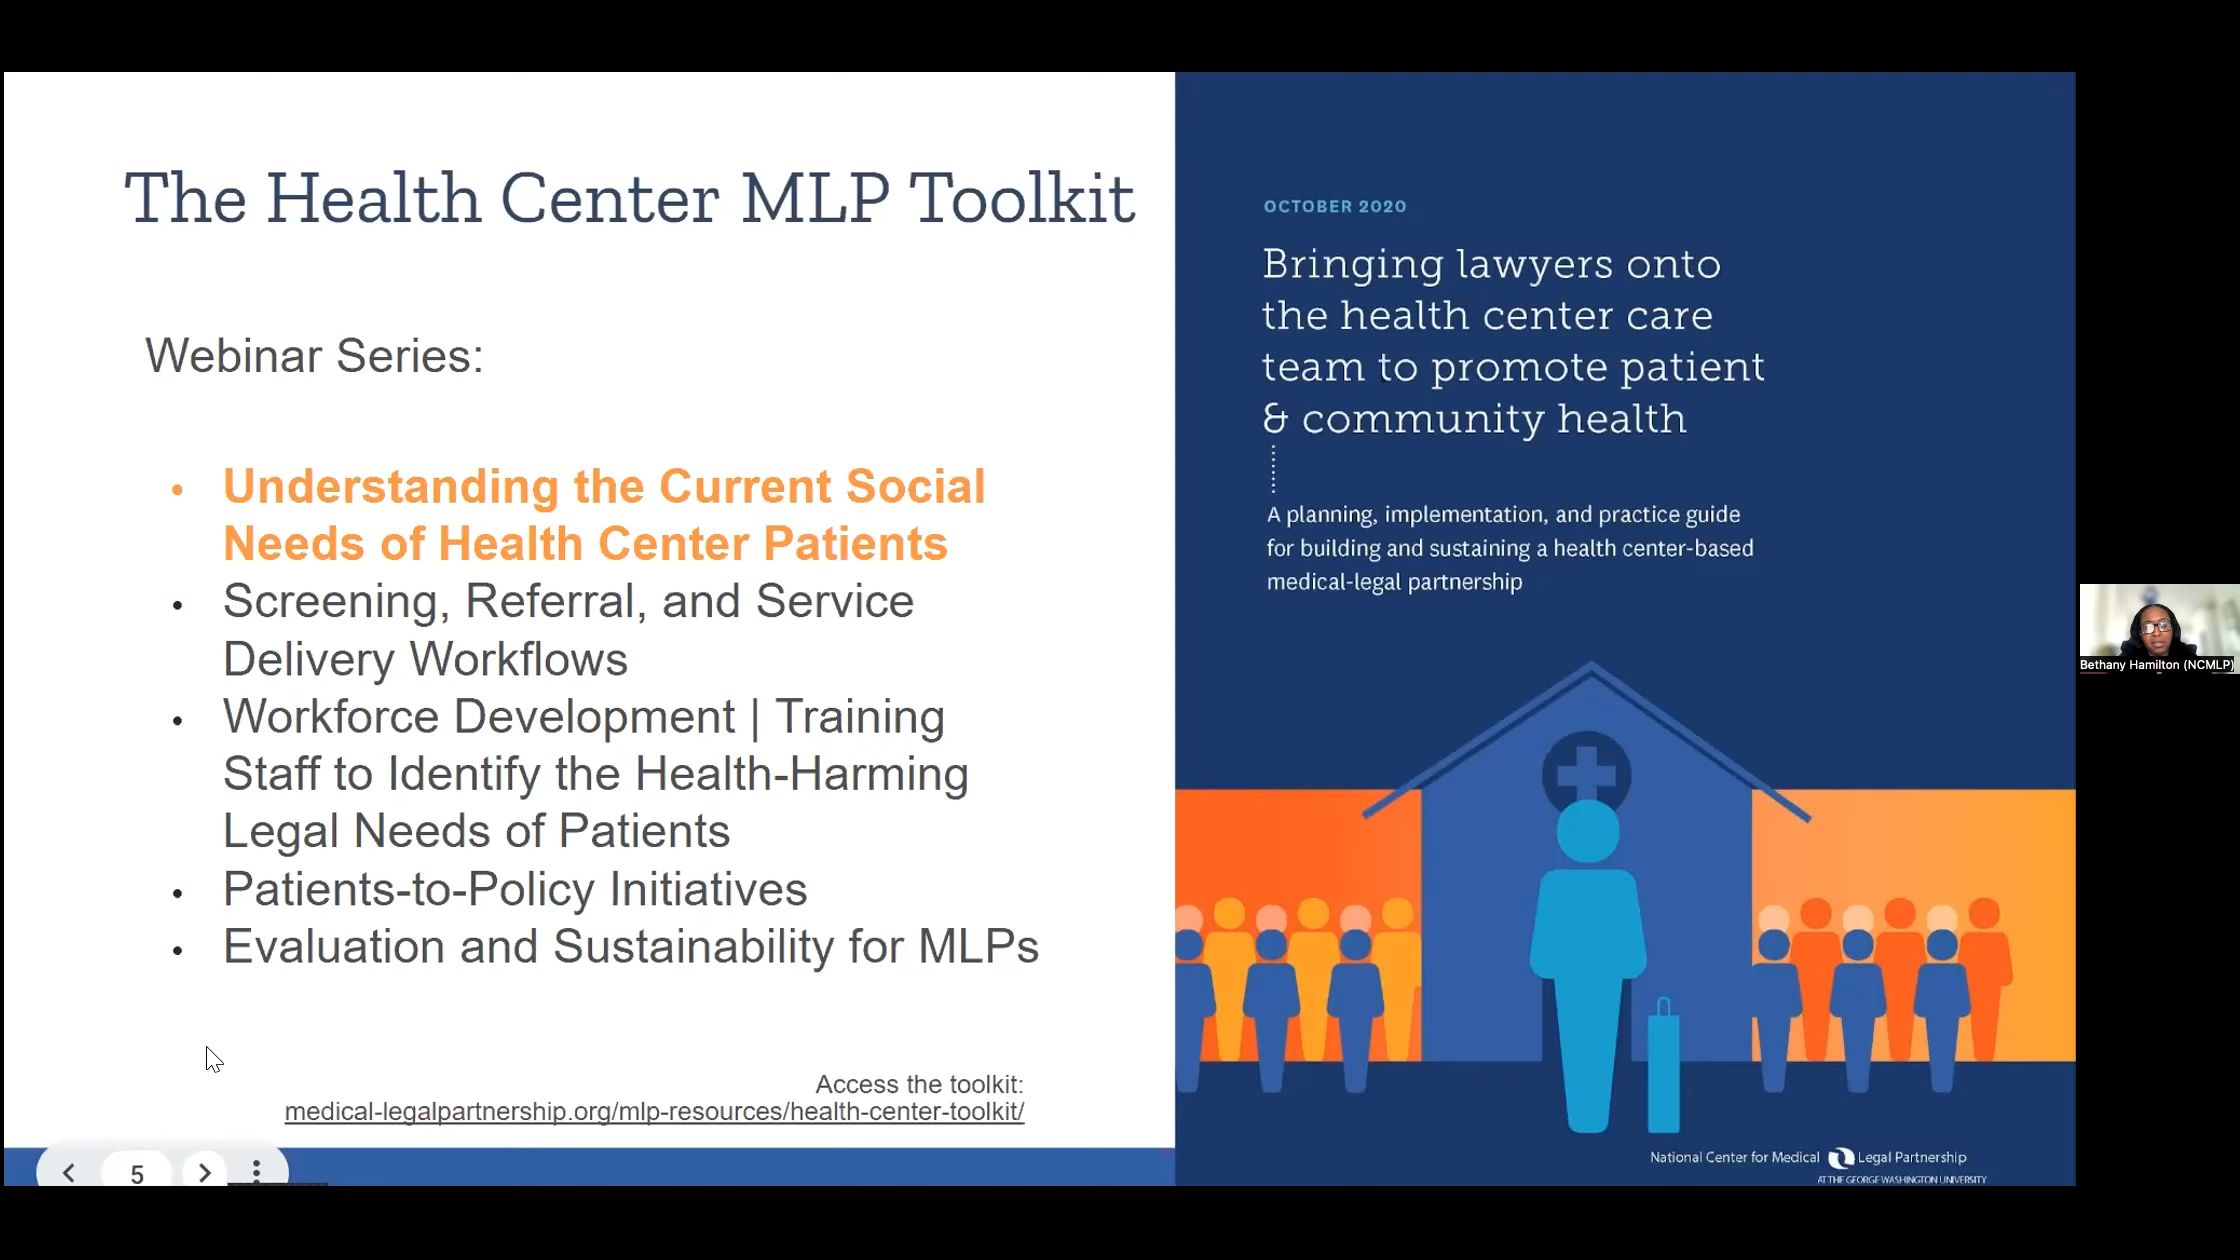 The Health Center MLP Toolkit
Webinar Series:
• Understanding the Current Social
Needs of Health Center Patients
• Screening, Referral, and Service
Delivery Workflows
• Workforce Development | Training
Staff to Identify the Health-Harming
Legal Needs of Patients
• Patients-to-Policy Initiatives
• Evaluation and Sustainability for MLPs
Access the toolkit:
medical-legalpartnership.org/mlp-resources/health-center-toolkit/
5
OCTOBER 2020
Bringing lawyers onto
the health center care
team to promote patient
& community health
A planning, implementation, and practice guide
for building and sustaining a health center-based
medical-legal partnership
National Center for Medical Legal Partnership
AT THE GEORGE WASHINGTON UNIVERSITY
Bethany Hamilton (NCMLP)